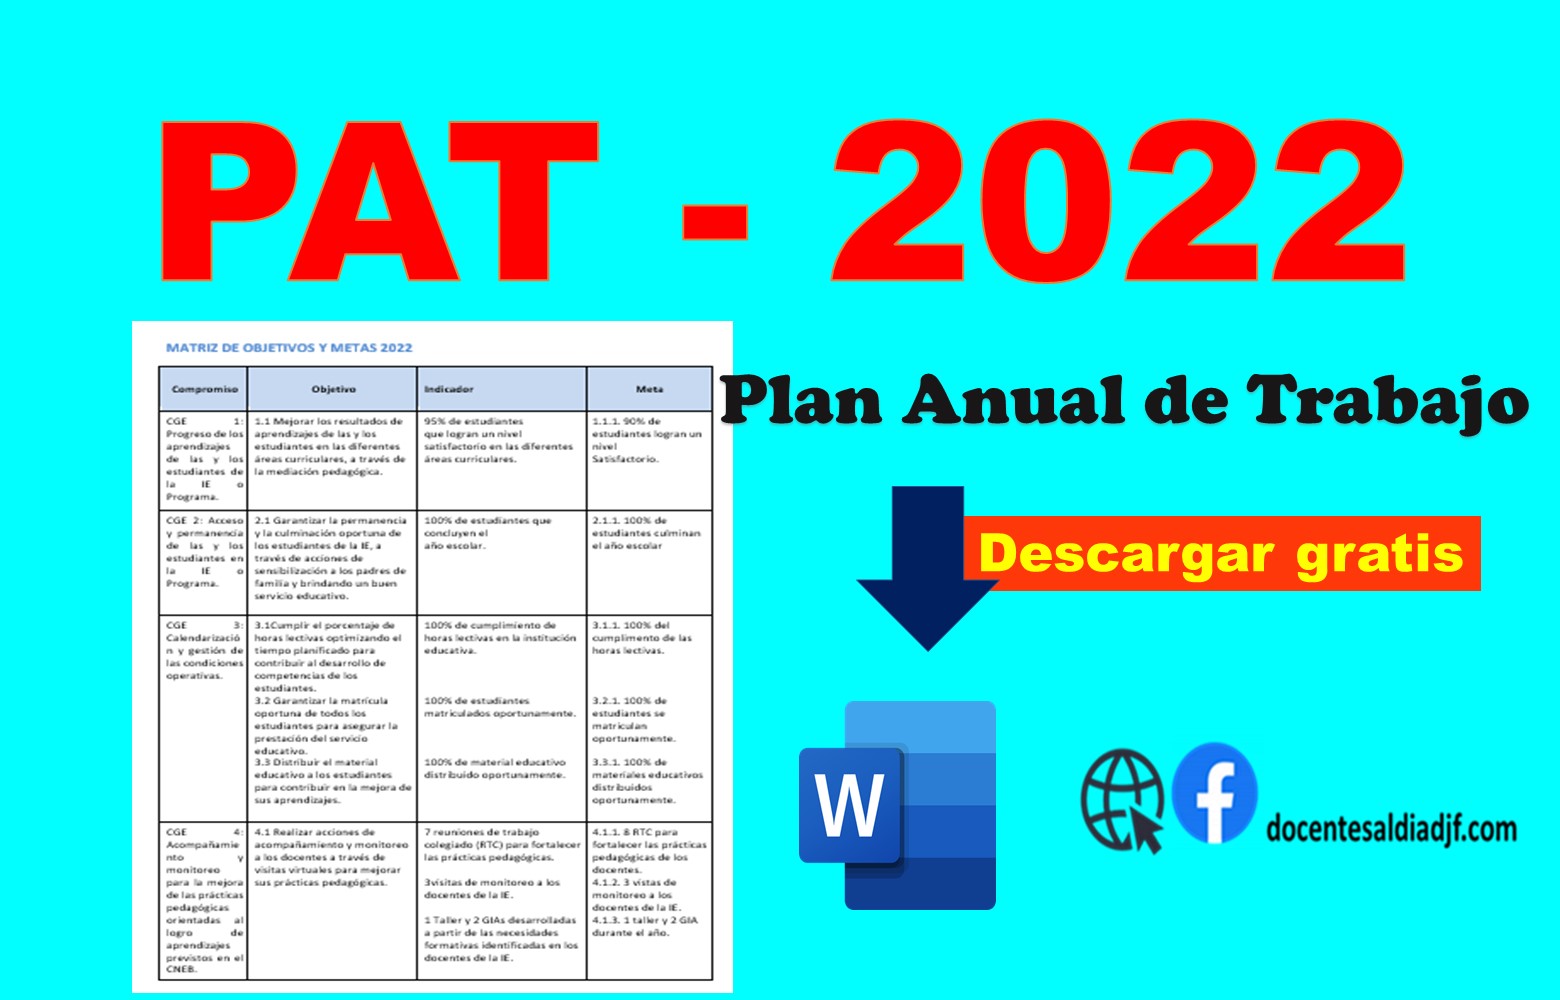 PAT - 2022
MATRIZ DE OBJETIVOS Y METAS 2022
Compromiso
Objetivo
Indicador
Meta
CGE 1:
Progreso de los
aprendizajes
de las y los
estudiantes de
la IE o
Programa.
1.1 Mejorar los resultados de
aprendizajes de las y los
estudiantes en las diferentes
áreas curriculares, a través de
la mediación pedagógica.
95% de estudiantes
que logran un nivel
satisfactorio en las diferentes
áreas curriculares.
1.1.1. 90% de
estudiantes logran un
nivel
Satisfactorio.
CGE 2: Acceso
y permanencia
de las y los
estudiantes en
la IE o
Programa.
2.1 Garantizar la permanencia
y la culminación oportuna de
los estudiantes de la IE, a
través de acciones de
sensibilización a los padres de
familia y brindando un buen
servicio educativo.
100% de estudiantes que
concluyen el
año escolar.
2.1.1. 100% de
estudiantes culminan
el año escolar
CGE 3:
Calendarizació
n y gestión de
las condiciones
operativas.
3.1Cumplir el porcentaje de
horas lectivas optimizando el
tiempo planificado para
contribuir al desarrollo de
competencias de los
estudiantes.
3.2 Garantizar la matrícula
oportuna de todos los
estudiantes para asegurar la
prestación del servicio
educativo.
3.3 Distribuir el material
educativo a los estudiantes
para contribuir en la mejora de
sus aprendizajes.
100% de cumplimiento de
horas lectivas en la institución
educativa.
100% de estudiantes
matriculados oportunamente.
100% de material educativo
distribuido oportunamente.
3.1.1. 100% del
cumplimento de las
horas lectivas.
3.2.1. 100% de
estudiantes se
matriculan
oportunamente.
3.3.1. 100% de
materiales educativos
distribuidos
oportunamente.
CGE 4:
Acompañamie
nto y
monitoreo
para la mejora
de las prácticas
pedagógicas
orientadas al
logro de
aprendizajes
previstos en el
CNEB.
4.1 Realizar acciones de
acompañamiento y monitoreo
a los docentes a través de
visitas virtuales para mejorar
sus prácticas pedagógicas.
7 reuniones de trabajo
colegiado (RTC) para fortalecer
las prácticas pedagógicas.
3visitas de monitoreo a los
docentes de la IE.
1 Taller y 2 GIAs desarrolladas
a partir de las necesidades
formativas identificadas en los
docentes de la IE.
4.1.1. 8 RTC para
fortalecer las prácticas
pedagógicas de los
docentes.
4.1.2. 3 vistas de
monitoreo a los
docentes de la IE.
4.1.3. 1 taller y 2 GIA
durante el año.
Plan Anual de Trabajo
Descargar gratis
W
f
docentesaldiadjf.com